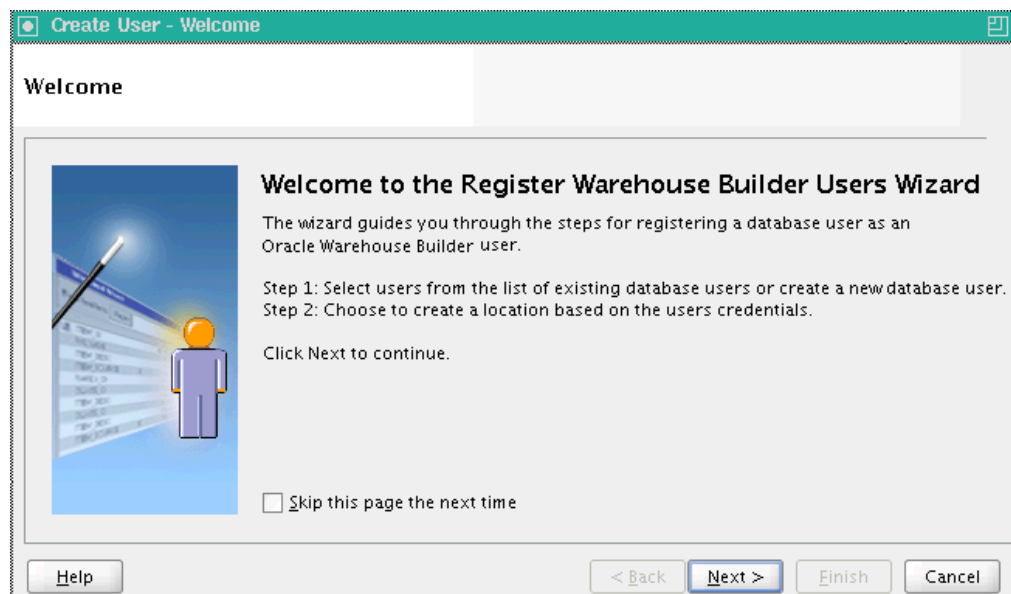 Create User - Welcome
Welcome
Welcome to the Register Warehouse Builder Users Wizard
The wizard guides you through the steps for registering a database user as an
Oracle Warehouse Builder user.
Step 1: Select users from the list of existing database users or create a new database user.
Step 2: Choose to create a location based on the users credentials.
Click Next to continue.
Skip this page the next time
Help
< Back
Next >
Finish
Cancel